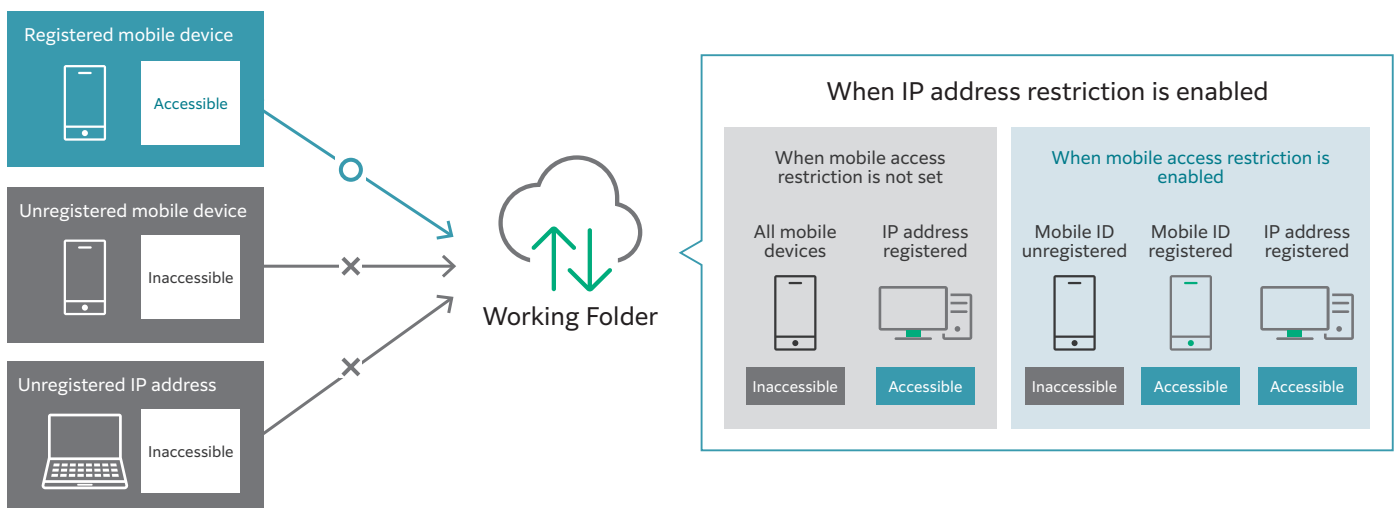 Registered mobile device
Accessible
Unregistered mobile device
Inaccessible
Unregistered IP address
Inaccessible
Working Folder
When IP address restriction is enabled
When mobile access
restriction is not set
All mobile
devices
IP address
registered
Inaccessible
Accessible
When mobile access restriction is
enabled
Mobile ID
unregistered
Mobile ID
registered
IP address
registered
Inaccessible
Accessible
Accessible